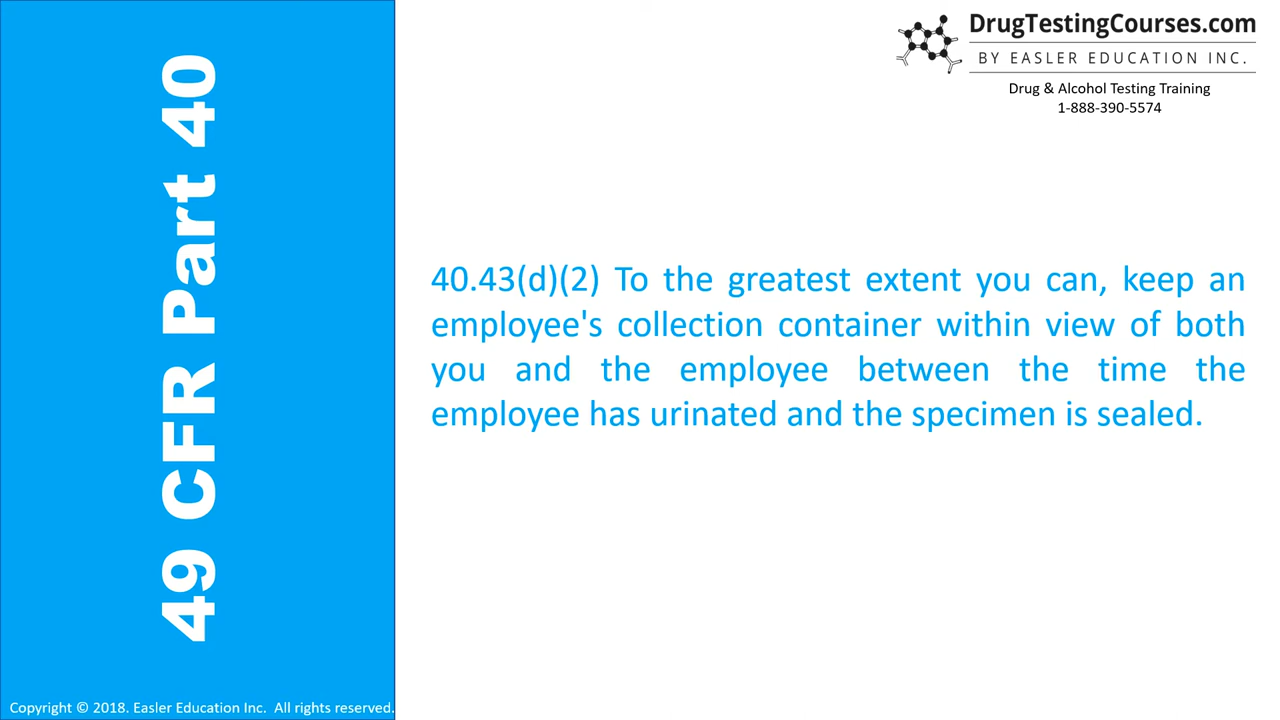 49 CFR Part 40
DrugTestingCourses.com
BY EASLER EDUCATION INC.
Drug & Alcohol Testing Training
1-888-390-5574
40.43(d)(2) To the greatest extent you can, keep an
employee's collection container within view of both
you and the employee between the time the
employee has urinated and the specimen is sealed.
Copyright © 2018. Easler Education Inc. All rights reserved.